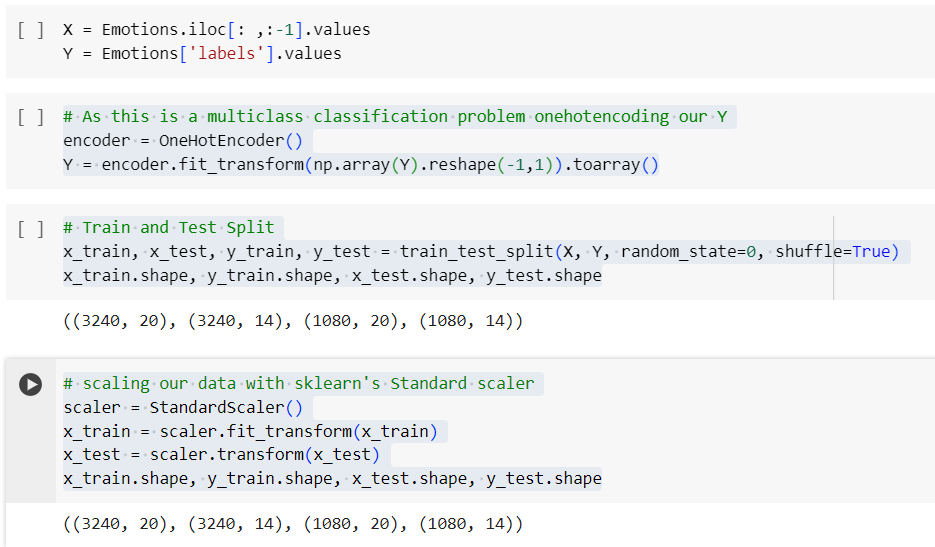 [ ] X = Emotions.iloc[: ,:-1].values
Y = Emotions['labels'].values
[ ] # As this is a multiclass classification problem onehotencoding our Y
encoder = OneHotEncoder()
Y = encoder.fit_transform(np.array(Y).reshape(-1,1)).toarray()
[ ] # Train and Test Split
x_train, x_test, y_train, y_test = train_test_split(X, Y, random_state=0, shuffle=True)
x_train.shape, y_train.shape, x_test.shape, y_test.shape
((3240, 20), (3240, 14), (1080, 20), (1080, 14))
# scaling our data with sklearn's Standard scaler
scaler = StandardScaler()
x_train = scaler.fit_transform(x_train)
x_test = scaler.transform(x_test)
x_train.shape, y_train.shape, x_test.shape, y_test.shape
((3240, 20), (3240, 14), (1080, 20), (1080, 14))